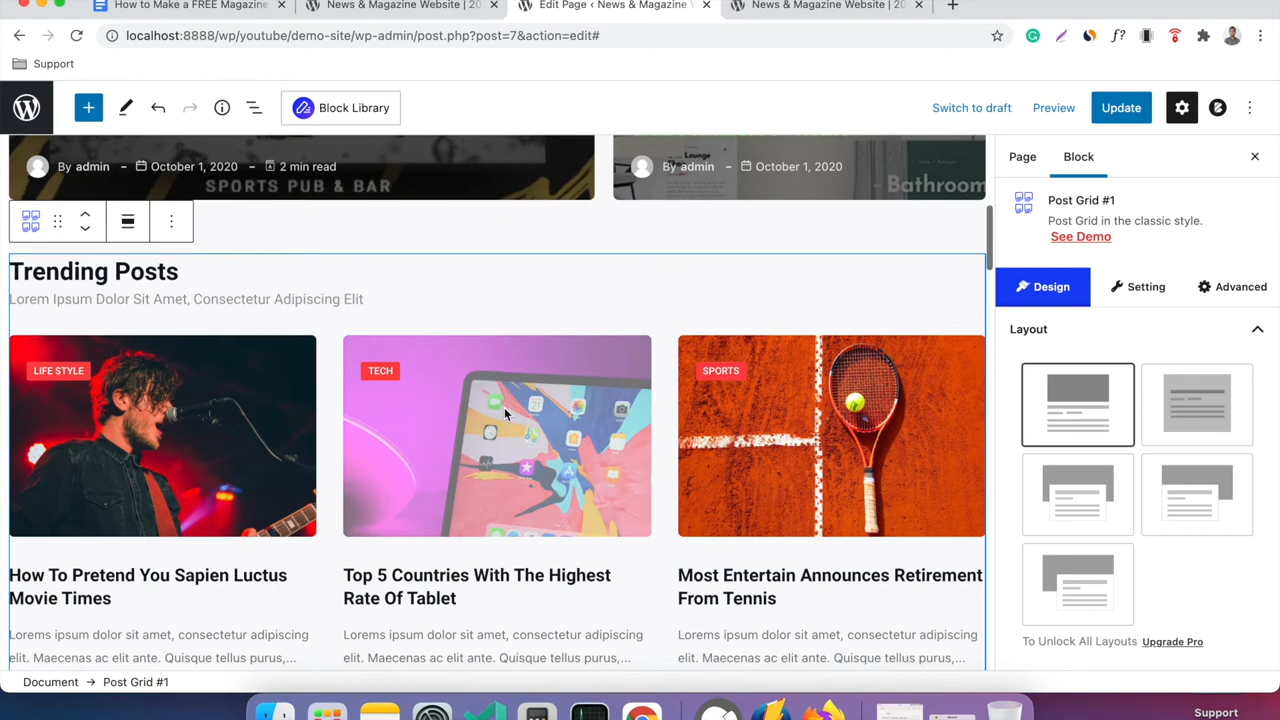 How to Make a FREE Magazine
News & Magazine Website | 20
Edit Page ‹ News & Magazine
News & Magazine Website | 20
localhost:8888/wp/youtube/demo-site/wp-admin/post.php?post=7&action=edit#
Support
Block Library
Switch to draft
Preview
Update
By admin – October 1, 2020 – 2 min read
SPORTS PUB & BAR
By admin – October 1, 2020
Lounge
Bathroom
Trending Posts
Lorem Ipsum Dolor Sit Amet, Consectetur Adipiscing Elit
LIFE STYLE
TECH
SPORTS
How To Pretend You Sapien Luctus
Movie Times
Lorems ipsum dolor sit amet, consectetur adipiscing
elit. Maecenas ac elit ante. Quisque tellus purus,...
Top 5 Countries With The Highest
Rate Of Tablet
Lorems ipsum dolor sit amet, consectetur adipiscing
elit. Maecenas ac elit ante. Quisque tellus purus,...
Most Entertain Announces Retirement
From Tennis
Lorems ipsum dolor sit amet, consectetur adipiscing
elit. Maecenas ac elit ante. Quisque tellus purus,...
Page
Block
Post Grid #1
Post Grid in the classic style.
See Demo
Design
Setting
Advanced
Layout
To Unlock All Layouts Upgrade Pro
Document → Post Grid #1
Support